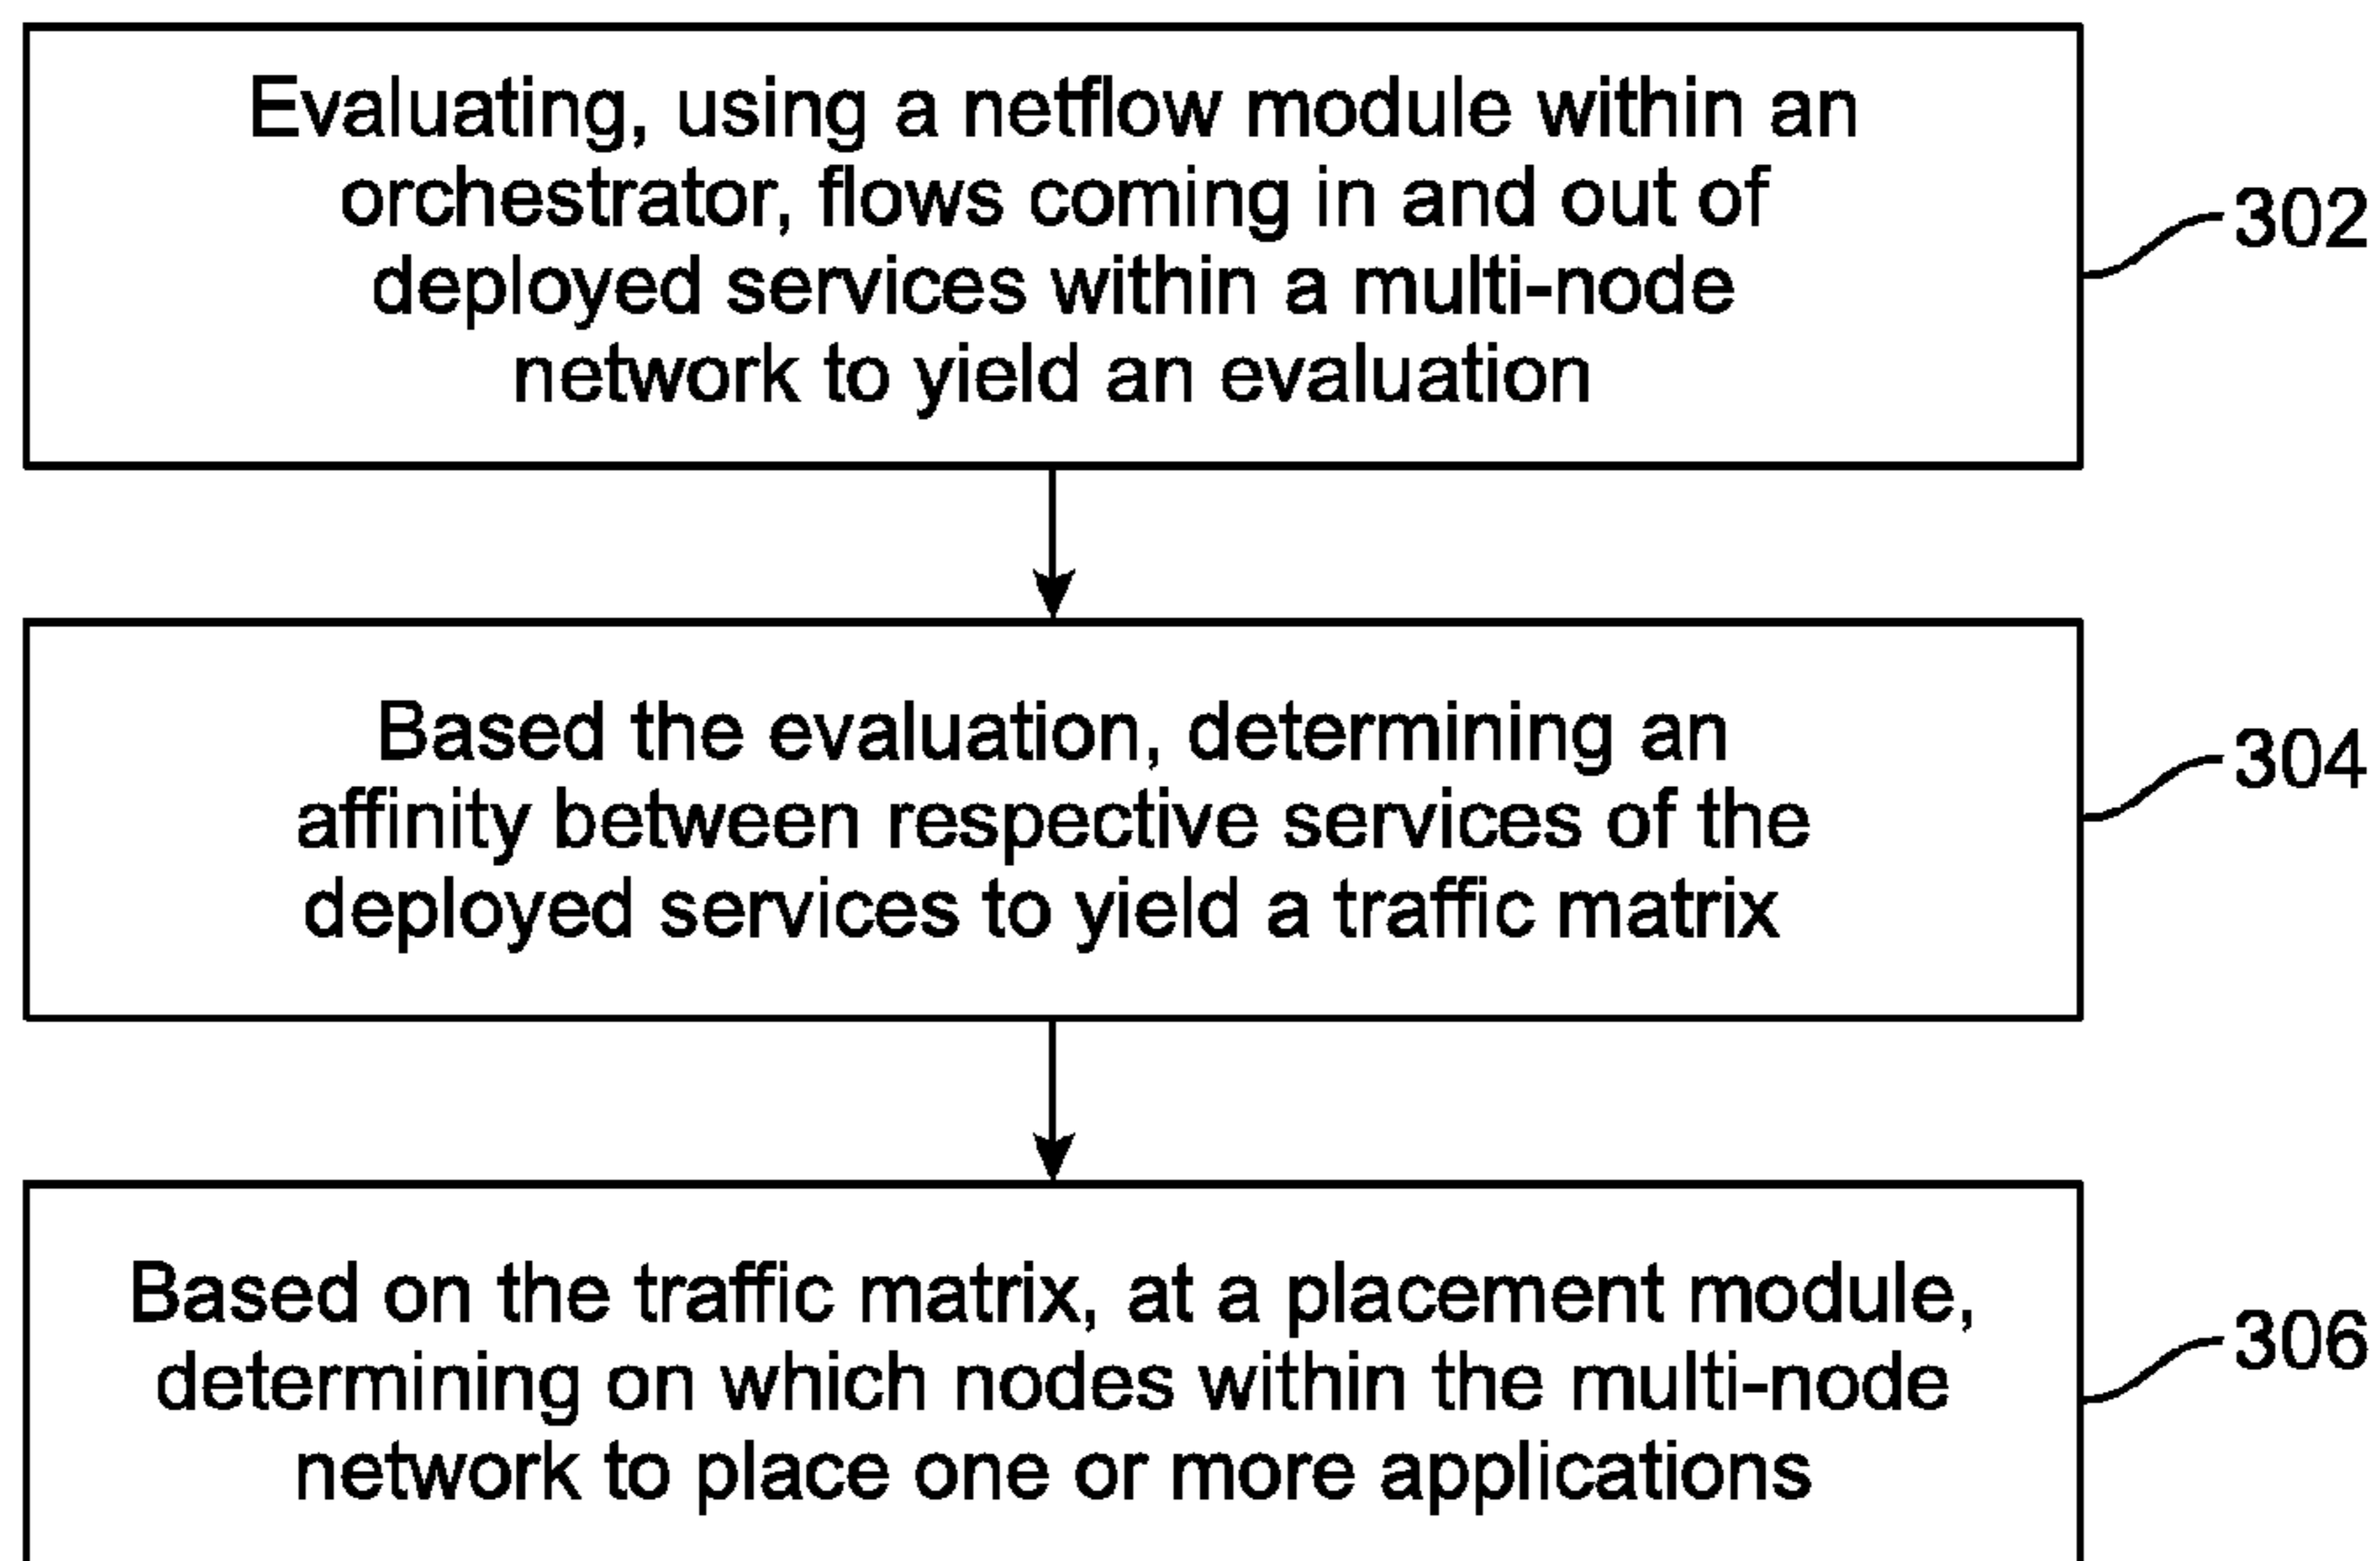 Evaluating, using a netflow module within an
orchestrator, flows coming in and out of
deployed services within a multi-node
network to yield an evaluation
302
Based the evaluation, determining an
affinity between respective services of the
deployed services to yield a traffic matrix
304
Based on the traffic matrix, at a placement module,
determining on which nodes within the multi-node
network to place one or more applications
306